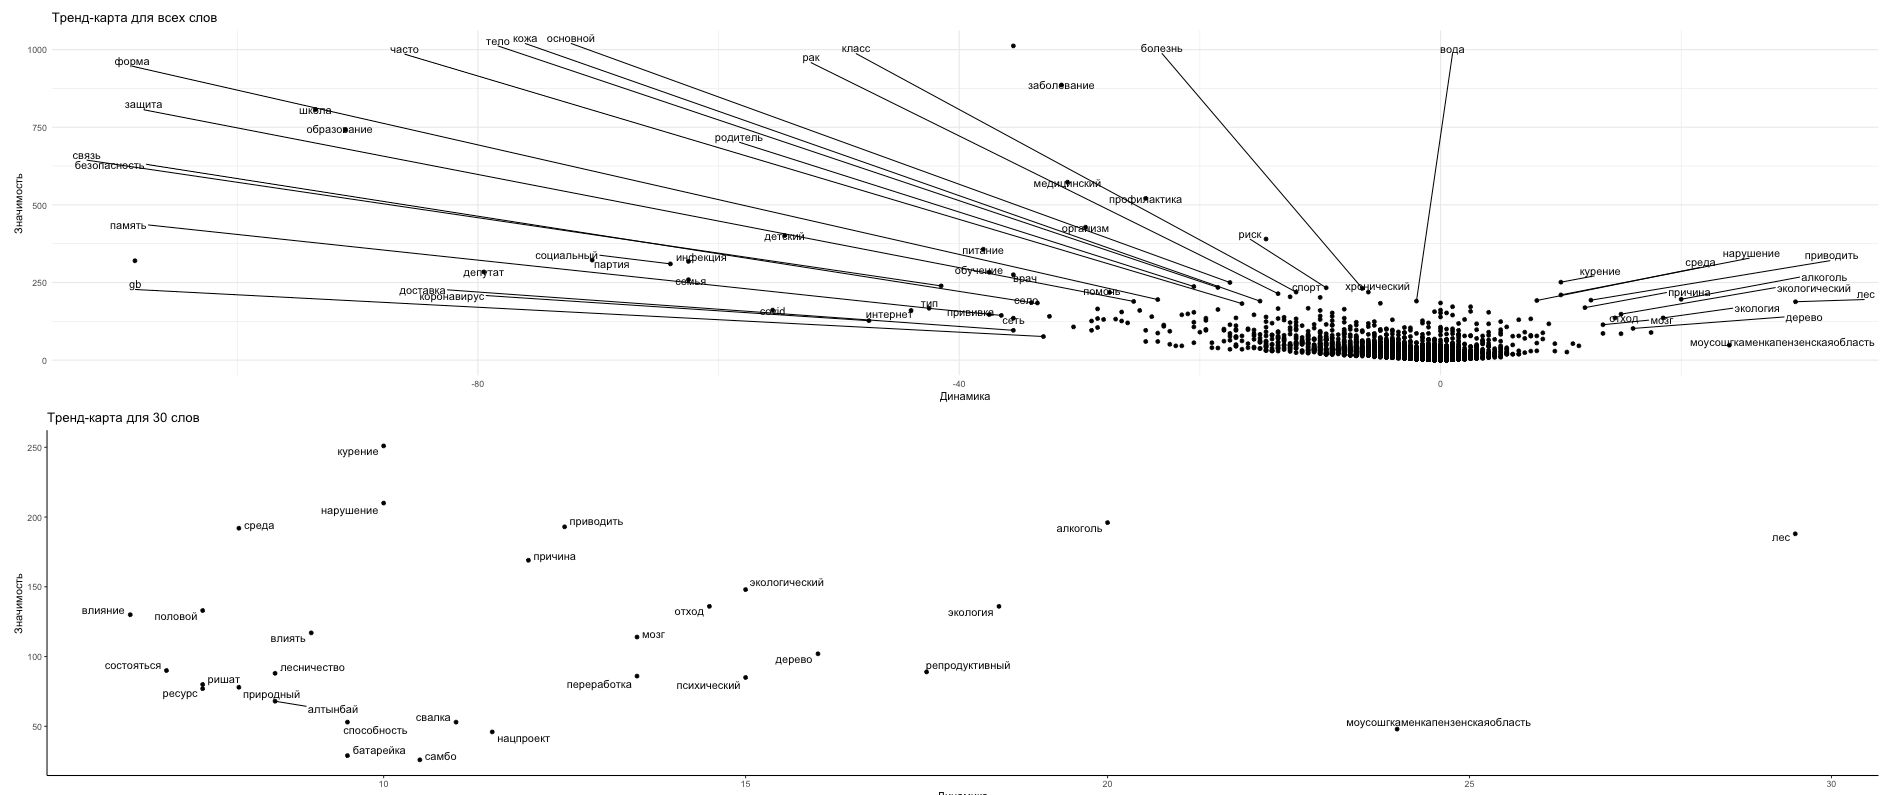 Тренд-карта для всех слов
основной
кожа
тело
часто
класс
болезнь
вода
рак
форма
1000
заболевание
защита
школа
образование
родитель
750
связь
безопасность
медицинский
профилактика
500
память
организм
детский
риск
питание
социальный
инфекция
партия
обучение
депутат
врач
семья
gb
доставка
коронавирус
помощь
спорт
хронический
село
тип
covid
интернет
прививка
сеть
нарушение
приводить
среда
курение
алкоголь
экологический
причина
лес
экология
отход
мозг
дерево
моусошгкаменкапензенскаяобласть
250
0
Значимость
-80
-40
0
Динамика
Тренд-карта для 30 слов
250
курение
нарушение
200
среда
приводить
алкоголь
лес
причина
150
экологический
влияние
половой
отход
экология
влиять
мозг
100
состояться
лесничество
дерево
репродуктивный
ришат
ресурс
природный
переработка
психический
алтынбай
50
свалка
способность
нацпроект
моусошгкаменкапензенскаяобласть
батарейка
самбо
Значимость
10
15
20
25
30
Динамика